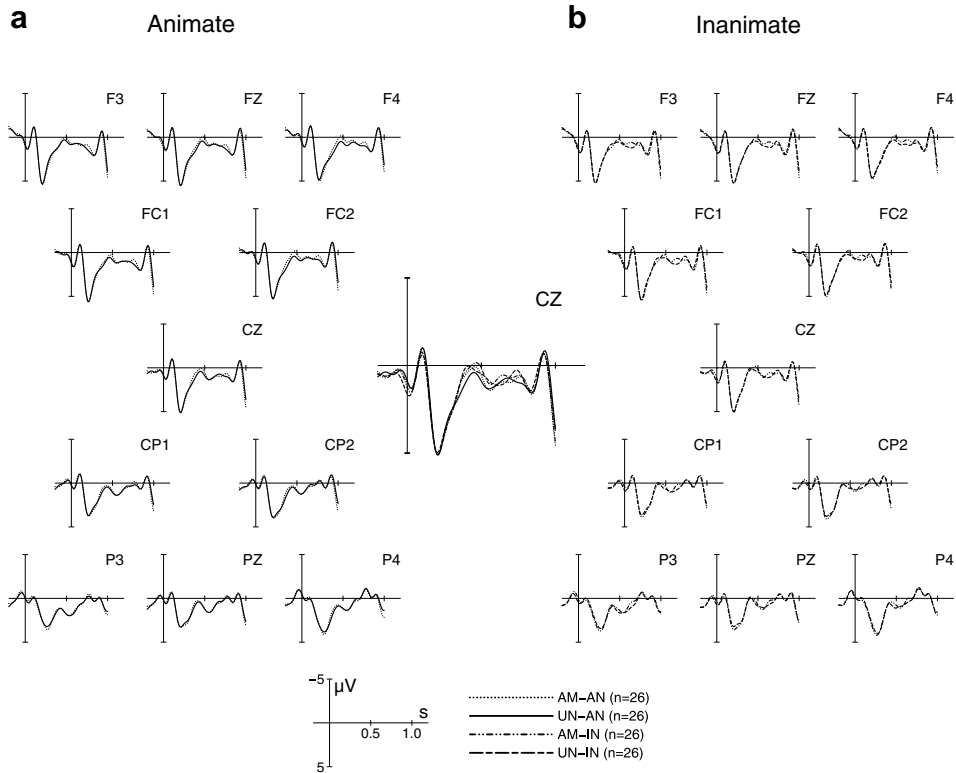 a Animate
b Inanimate
F3 FZ F4
F3 FZ F4
FC1 FC2
FC1 FC2
CZ
CZ
CZ
CP1 CP2
CP1 CP2
P3 PZ P4
P3 PZ P4
−5 μV
s
0.5 1.0
5
AM−AN (n=26)
UN−AN (n=26)
AM−IN (n=26)
UN−IN (n=26)